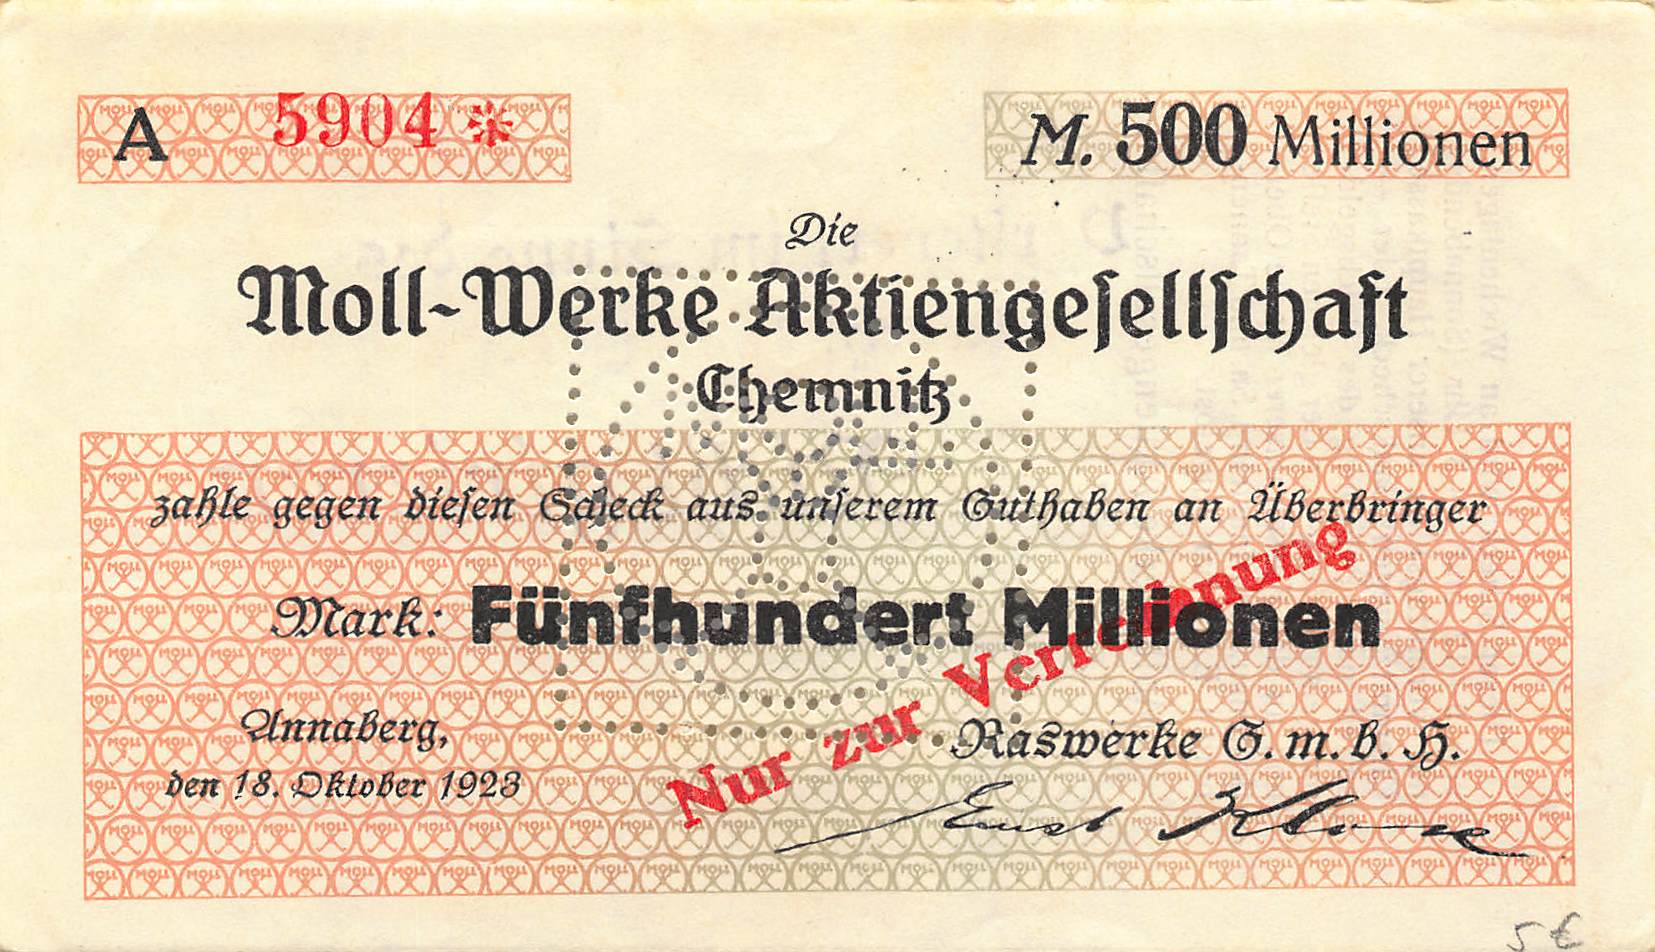 A 5904 *
M. 500 Millionen
Die
Moll-Werke Aktiengeſellſchaft
Chemnitz
zahle gegen dieſen Scheck aus unſerem Guthaben an Überbringer
Mark: Fünfhundert Millionen
Nur zur Verrechnung
Annaberg,
den 18. Oktober 1923
Raswerke G. m. b. H.
5 €